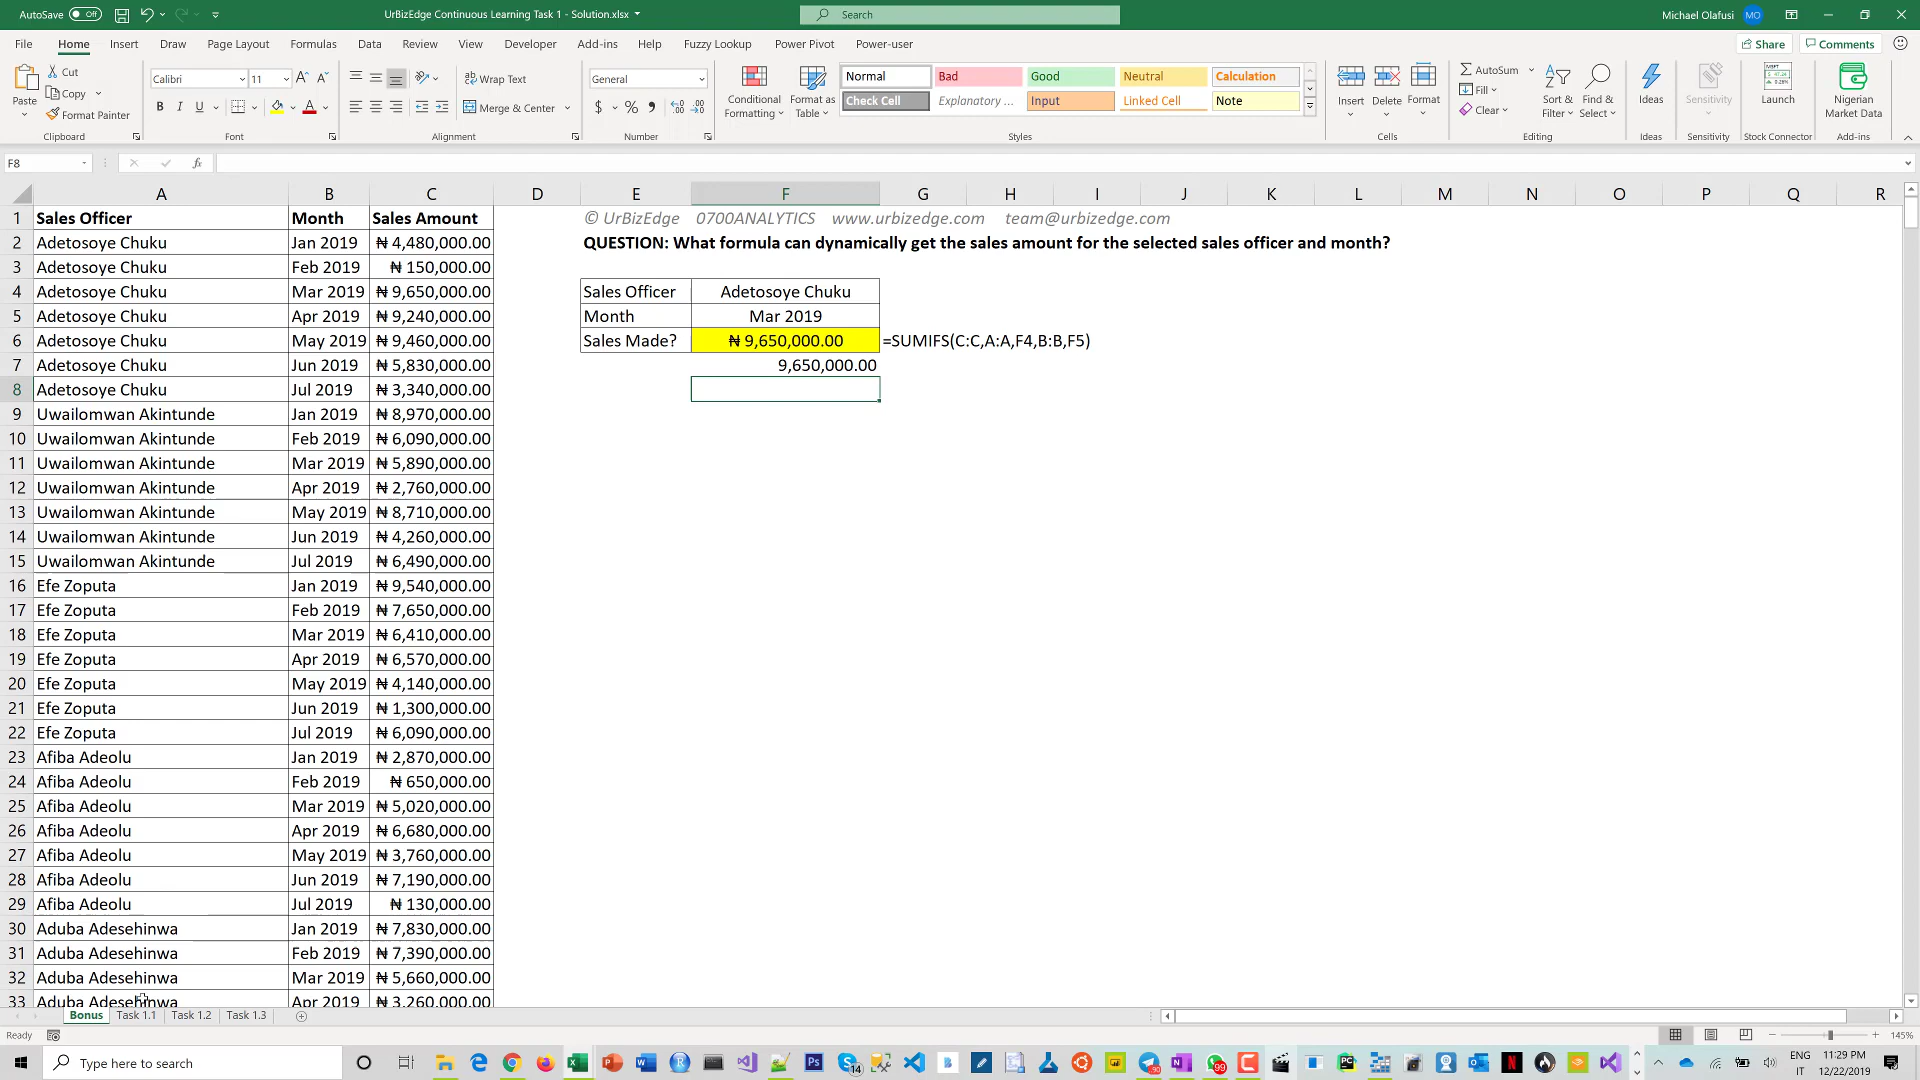 AutoSave Off UrBizEdge Continuous Learning Task 1 - Solution.xlsx Search Michael Olafusi MO
File Home Insert Draw Page Layout Formulas Data Review View Developer Add-ins Help Fuzzy Lookup Power Pivot Power-user Share Comments
Paste Cut Copy Format Painter Clipboard
Calibri 11 B I U Font
Wrap Text Merge & Center Alignment
General $ % Number
Conditional Formatting Format as Table
Normal Bad Good Neutral Calculation
Check Cell Explanatory ... Input Linked Cell Note
Styles
Insert Delete Format Cells
AutoSum Fill Clear Sort & Filter Find & Select Editing
Ideas Ideas
Sensitivity Sensitivity
Launch Stock Connector
Nigerian Market Data Add-ins
F8 fx
A B C D E F G H I J K L M N O P Q R
1 Sales Officer Month Sales Amount © UrBizEdge 0700ANALYTICS www.urbizedge.com team@urbizedge.com
2 Adetosoye Chuku Jan 2019 ₦ 4,480,000.00 QUESTION: What formula can dynamically get the sales amount for the selected sales officer and month?
3 Adetosoye Chuku Feb 2019 ₦ 150,000.00
4 Adetosoye Chuku Mar 2019 ₦ 9,650,000.00 Sales Officer Adetosoye Chuku
5 Adetosoye Chuku Apr 2019 ₦ 9,240,000.00 Month Mar 2019
6 Adetosoye Chuku May 2019 ₦ 9,460,000.00 Sales Made? ₦ 9,650,000.00 =SUMIFS(C:C,A:A,F4,B:B,F5)
7 Adetosoye Chuku Jun 2019 ₦ 5,830,000.00 9,650,000.00
8 Adetosoye Chuku Jul 2019 ₦ 3,340,000.00
9 Uwailomwan Akintunde Jan 2019 ₦ 8,970,000.00
10 Uwailomwan Akintunde Feb 2019 ₦ 6,090,000.00
11 Uwailomwan Akintunde Mar 2019 ₦ 5,890,000.00
12 Uwailomwan Akintunde Apr 2019 ₦ 2,760,000.00
13 Uwailomwan Akintunde May 2019 ₦ 8,710,000.00
14 Uwailomwan Akintunde Jun 2019 ₦ 4,260,000.00
15 Uwailomwan Akintunde Jul 2019 ₦ 6,490,000.00
16 Efe Zoputa Jan 2019 ₦ 9,540,000.00
17 Efe Zoputa Feb 2019 ₦ 7,650,000.00
18 Efe Zoputa Mar 2019 ₦ 6,410,000.00
19 Efe Zoputa Apr 2019 ₦ 6,570,000.00
20 Efe Zoputa May 2019 ₦ 4,140,000.00
21 Efe Zoputa Jun 2019 ₦ 1,300,000.00
22 Efe Zoputa Jul 2019 ₦ 6,090,000.00
23 Afiba Adeolu Jan 2019 ₦ 2,870,000.00
24 Afiba Adeolu Feb 2019 ₦ 650,000.00
25 Afiba Adeolu Mar 2019 ₦ 5,020,000.00
26 Afiba Adeolu Apr 2019 ₦ 6,680,000.00
27 Afiba Adeolu May 2019 ₦ 3,760,000.00
28 Afiba Adeolu Jun 2019 ₦ 7,190,000.00
29 Afiba Adeolu Jul 2019 ₦ 130,000.00
30 Aduba Adesehinwa Jan 2019 ₦ 7,830,000.00
31 Aduba Adesehinwa Feb 2019 ₦ 7,390,000.00
32 Aduba Adesehinwa Mar 2019 ₦ 5,660,000.00
33 Aduba Adesehinwa Apr 2019 ₦ 3,260,000.00
Bonus Task 1.1 Task 1.2 Task 1.3
Ready 145%
Type here to search ENG 11:29 PM
IT 12/22/2019